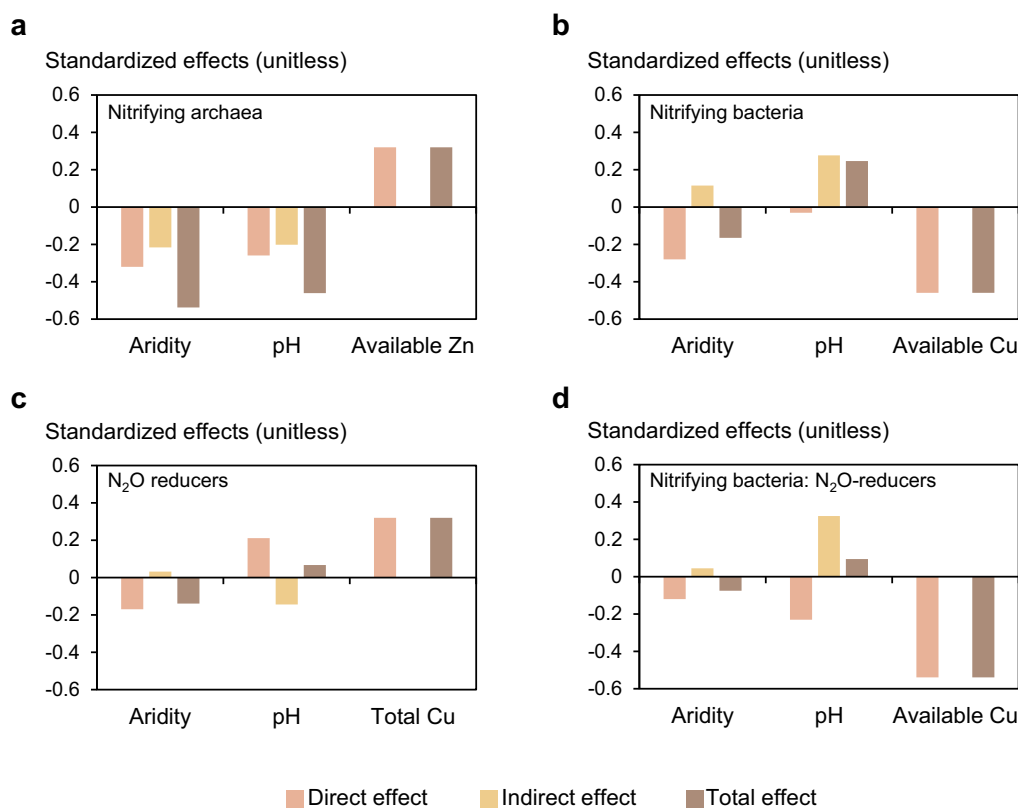 a
Standardized effects (unitless)
Nitrifying archaea
0.6
0.4
0.2
0
-0.2
-0.4
-0.6
Aridity pH Available Zn
b
Standardized effects (unitless)
Nitrifying bacteria
0.6
0.4
0.2
0
-0.2
-0.4
-0.6
Aridity pH Available Cu
c
Standardized effects (unitless)
N₂O reducers
0.6
0.4
0.2
0
-0.2
-0.4
-0.6
Aridity pH Total Cu
d
Standardized effects (unitless)
Nitrifying bacteria: N₂O-reducers
0.6
0.4
0.2
0
-0.2
-0.4
-0.6
Aridity pH Available Cu
Direct effect Indirect effect Total effect